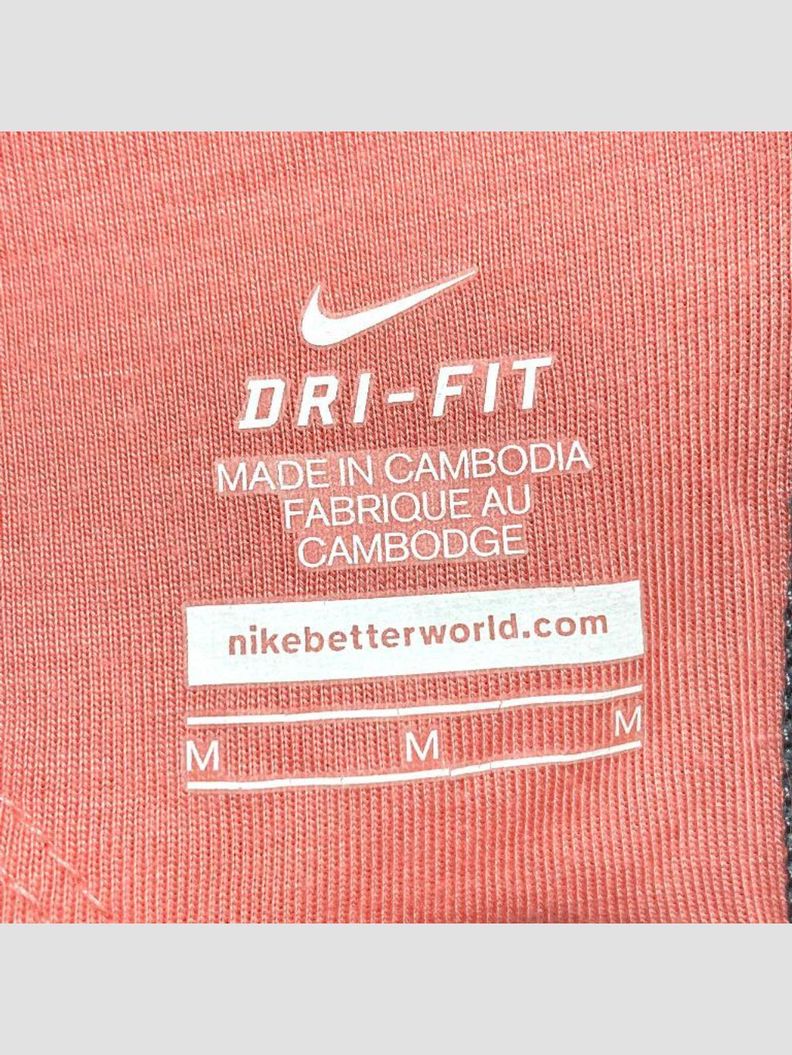 DRI-FIT
MADE IN CAMBODIA
FABRIQUE AU
CAMBODGE
nikebetterworld.com
M M M